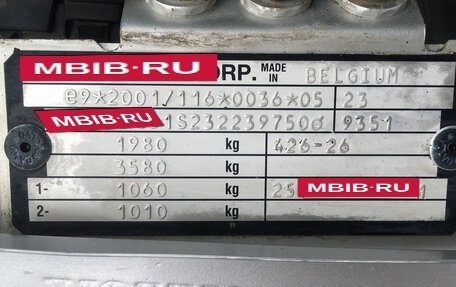 MBIB·RU ORP. MADE IN BELGIUM
e9*2001/116*0036*05 23
MBIB·RU 1S232239750 9351
1980 kg 426-26
3580 kg
1- 1060 kg 25 MBIB·RU 1
2- 1010 kg